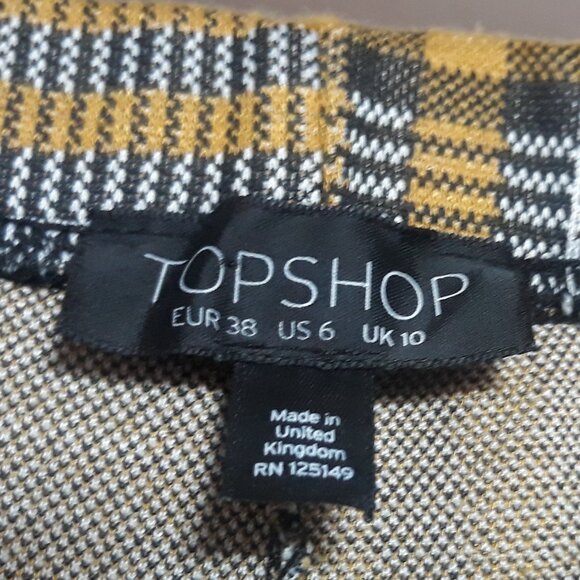 TOPSHOP
EUR 38 US 6 UK 10
Made in
United
Kingdom
RN 125149